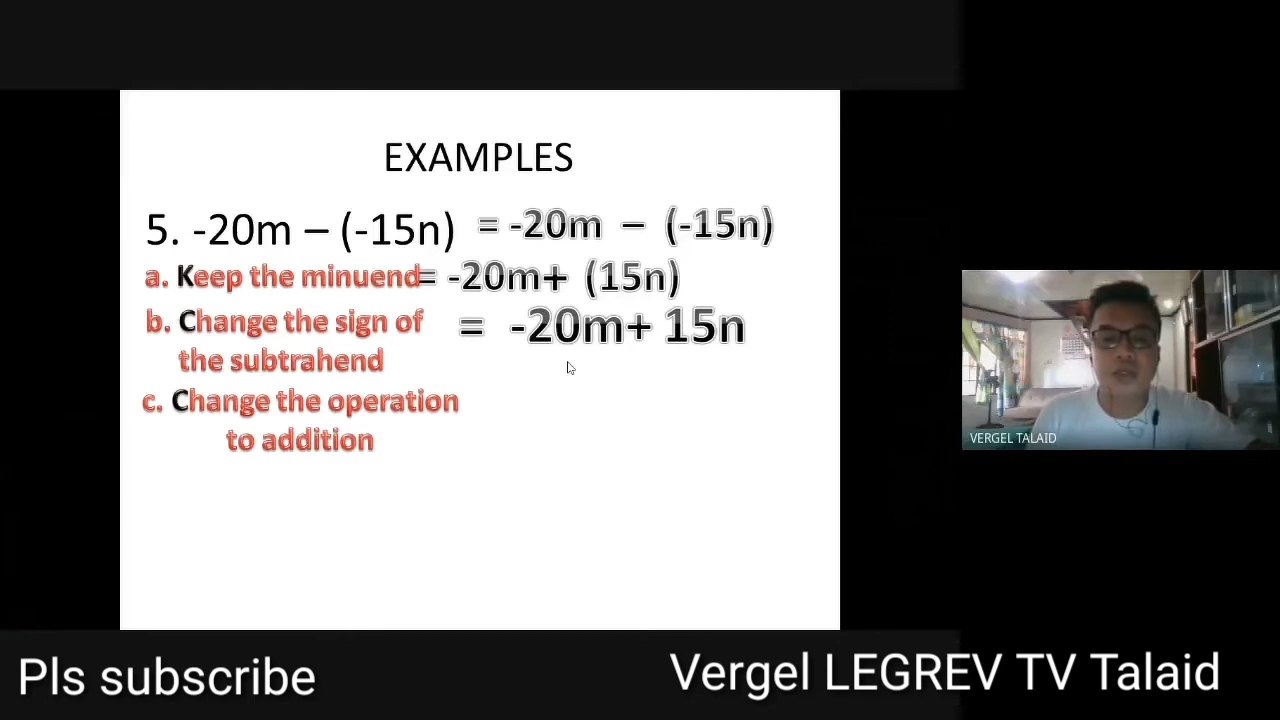 EXAMPLES
5. -20m – (-15n) = -20m – (-15n)
a. Keep the minuend = -20m+ (15n)
b. Change the sign of
the subtrahend
= -20m+ 15n
c. Change the operation
to addition
VERGEL TALAID
Pls subscribe
Vergel LEGREV TV Talaid